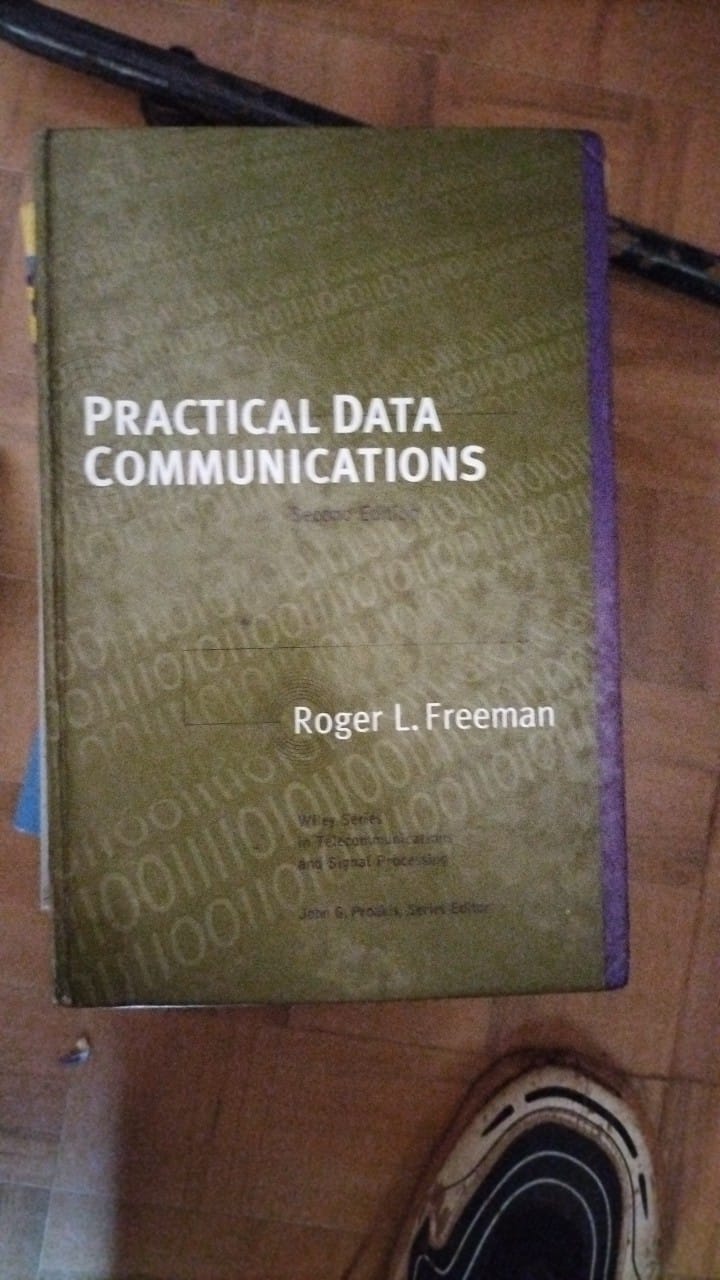 PRACTICAL DATA
COMMUNICATIONS
Second Edition
Roger L. Freeman
Wiley Series
in Telecommunications
and Signal Processing
John G. Proakis, Series Editor